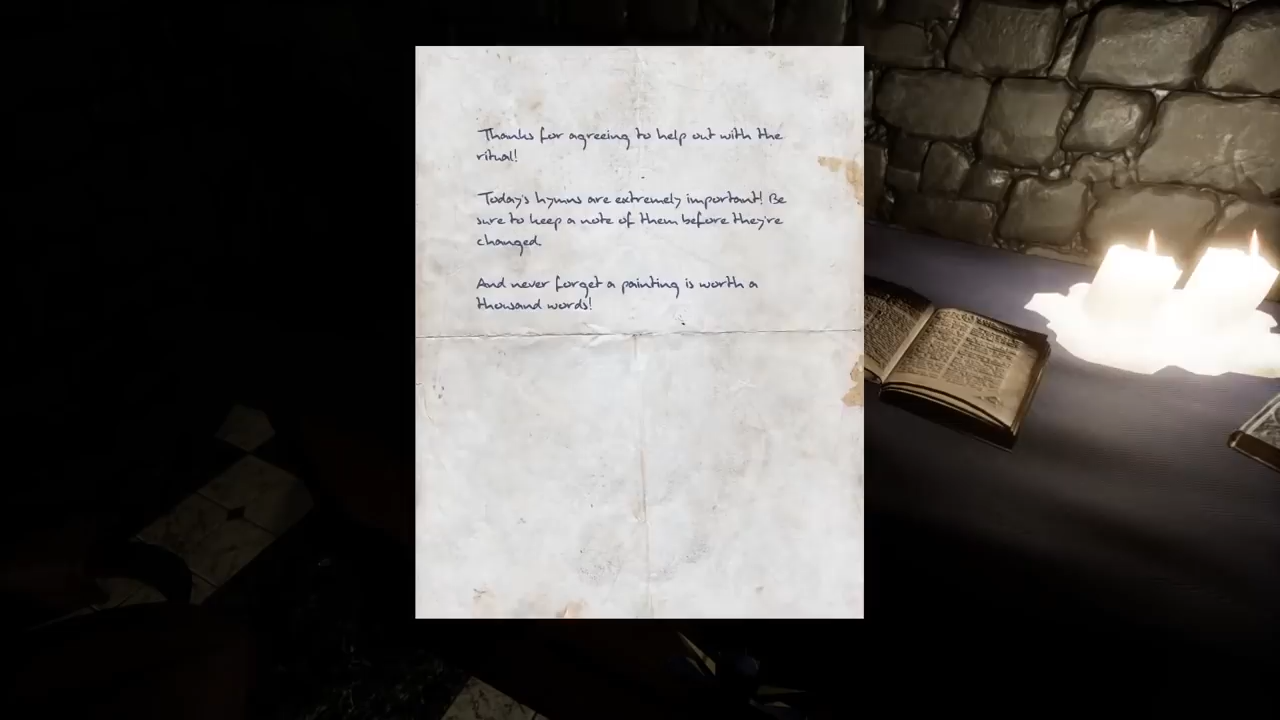 Thanks for agreeing to help out with the
ritual!
Today's hymns are extremely important! Be
sure to keep a note of them before they're
changed.
And never forget a painting is worth a
thousand words!